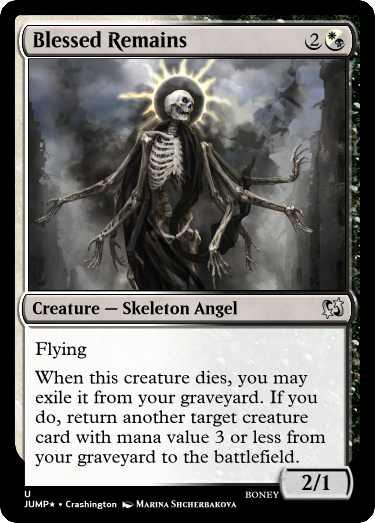 Blessed Remains 2
Creature — Skeleton Angel
Flying
When this creature dies, you may
exile it from your graveyard. If you
do, return another target creature
card with mana value 3 or less from
your graveyard to the battlefield.
2/1
U
JUMP★ • Crashington Marina Shcherbakova
BONEY